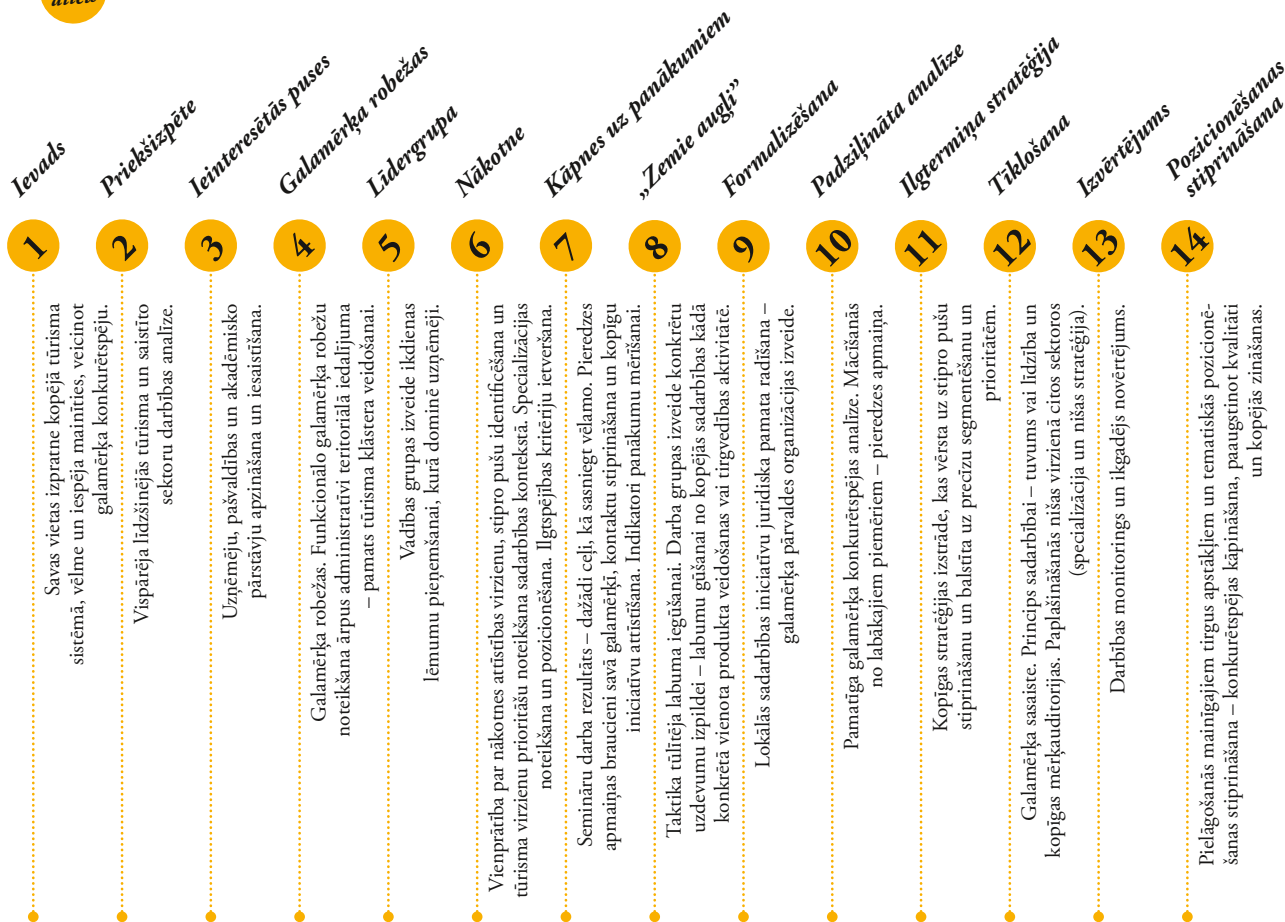 attēls
Ievads
1
Savas vietas izpratne kopējā tūrisma
sistēmā, vēlme un iespēja mainīties, veicinot
galamērķa konkurētspēju.
Priekšizpēte
2
Vispārēja līdzšinējās tūrisma un saistīto
sektoru darbības analīze.
Ieinteresētās puses
3
Uzņēmēju, pašvaldības un akadēmisko
pārstāvju apzināšana un iesaistīšana.
Galamērķa robežas
4
Galamērķa robežas. Funkcionālo galamērķa robežu
noteikšana ārpus administratīvi teritoriālā iedalījuma
– pamats tūrisma klāstera veidošanai.
Līdergrupa
5
Vadības grupas izveide ikdienas
lēmumu pieņemšanai, kurā dominē uzņēmēji.
Nākotne
6
Vienprātība par nākotnes attīstības virzienu, stipro pušu identificēšana un
tūrisma virzienu prioritāšu noteikšana sadarbības kontekstā. Specializācijas
noteikšana un pozicionēšana. Ilgtspējības kritēriju ietveršana.
Kāpnes uz panākumiem
7
Semināru darba rezultāts – dažādi ceļi, kā sasniegt vēlamo. Pieredzes
apmaiņas braucieni savā galamērķī, kontaktu stiprināšana un kopīgu
iniciatīvu attīstīšana. Indikatori panākumu mērīšanai.
„Zemie augļi”
8
Taktika tūlītēja labuma iegūšanai. Darba grupas izveide konkrētu
uzdevumu izpildei – labumu gūšanai no kopējās sadarbības kādā
konkrētā vienota produkta veidošanas vai tirgvedības aktivitātē.
Formalizēšana
9
Lokālās sadarbības iniciatīvu juridiska pamata radīšana –
galamērķa pārvaldes organizācijas izveide.
Padziļināta analīze
10
Pamatīga galamērķa konkurētspējas analīze. Mācīšanās
no labākajiem piemēriem – pieredzes apmaiņa.
Ilgtermiņa stratēģija
11
Kopīgas stratēģijas izstrāde, kas vērsta uz stipro pušu
stiprināšanu un balstīta uz precīzu segmentēšanu un
prioritātēm.
Tīklošana
12
Galamērķa sasaiste. Princips sadarbībai – tuvums vai līdzība un
kopīgas mērķauditorijas. Paplašināšanās nišas virzienā citos sektoros
(specializācija un nišas stratēģija).
Izvērtējums
13
Darbības monitorings un ikgadējs novērtējums.
Pozicionēšanas
stiprināšana
14
Pielāgošanās mainīgajiem tirgus apstākļiem un tematiskās pozicionē-
šanas stiprināšana – konkurētspējas kāpināšana, paaugstinot kvalitāti
un kopējās zināšanas.